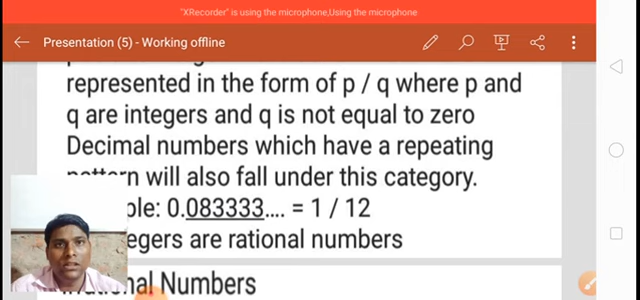 "XRecorder" is using the microphone,Using the microphone
Presentation (5) - Working offline
represented in the form of p / q where p and
q are integers and q is not equal to zero
Decimal numbers which have a repeating
will also fall under this category.
0.083333.... = 1 / 12
are rational numbers
Numbers